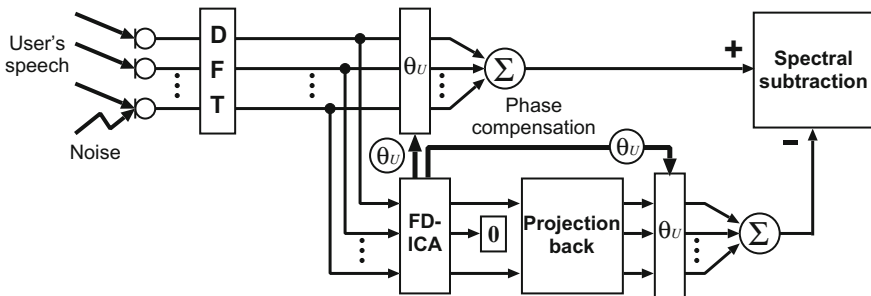 User's
speech
Noise
D
F
T
θU
Σ
Phase
compensation
+
Spectral
subtraction
-
θU
θU
FD-
ICA
0
Projection
back
θU
Σ